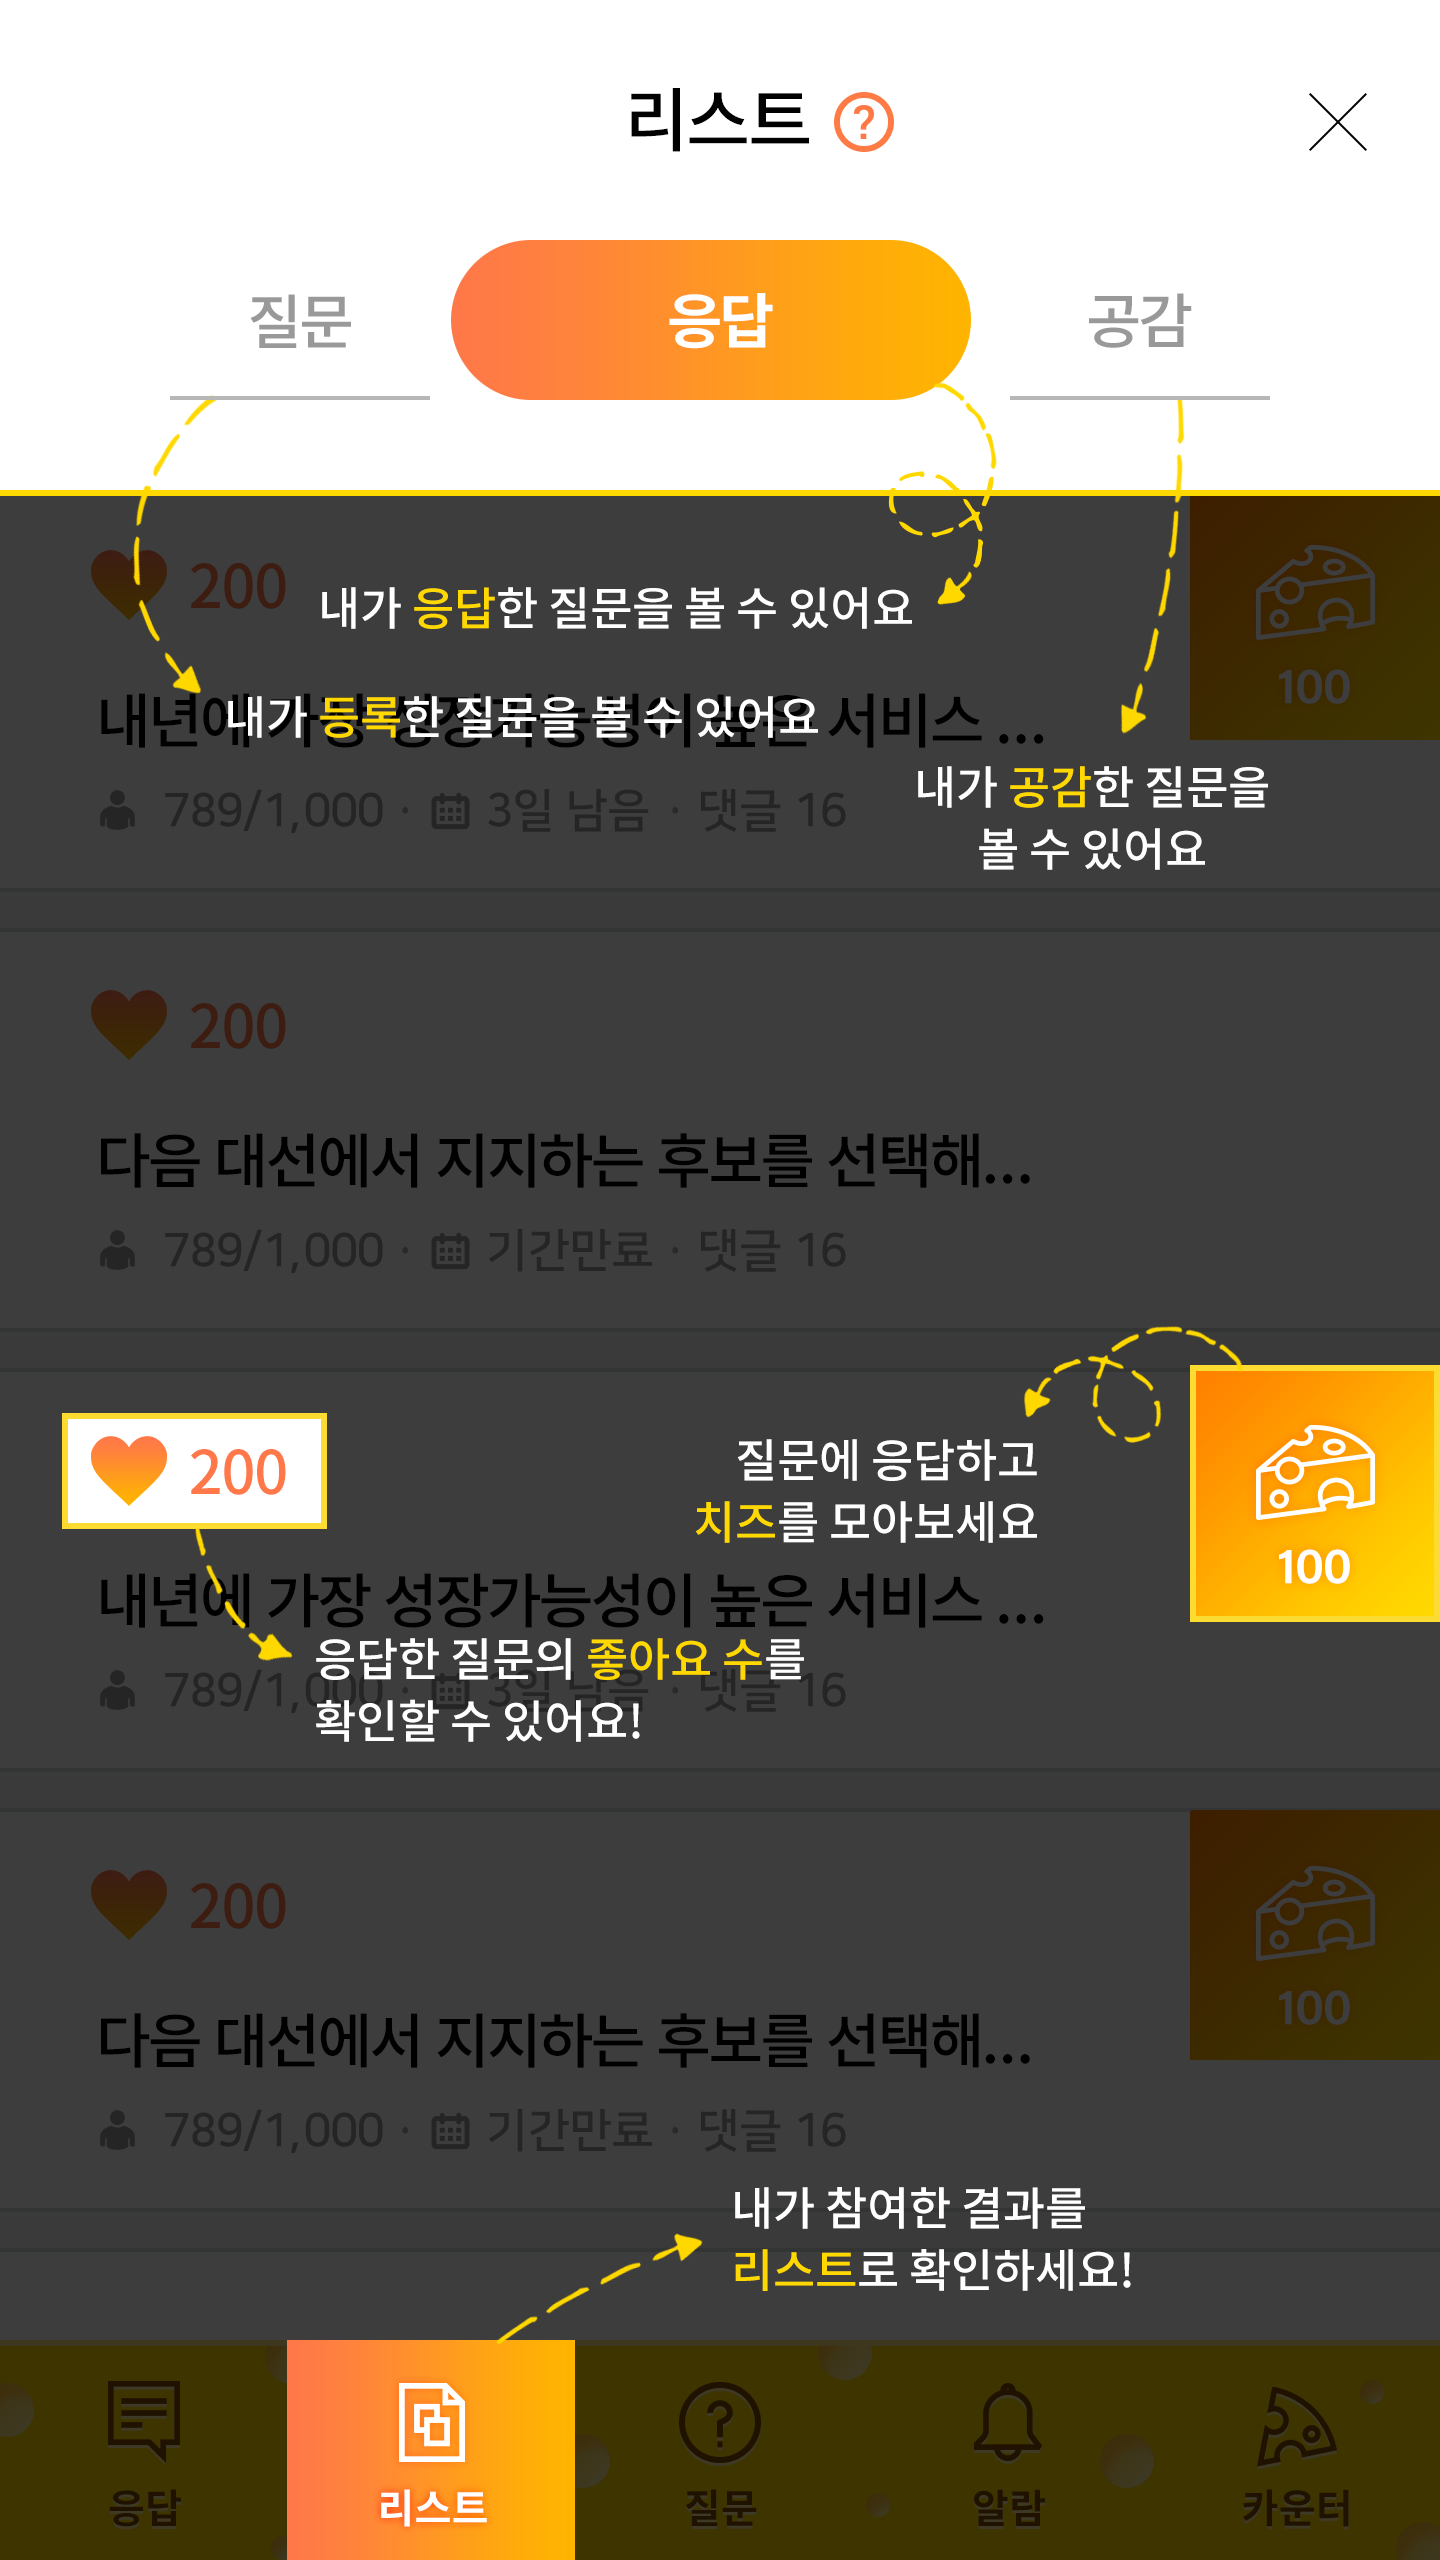 리스트 ?
질문 응답 공감
200
내가 응답한 질문을 볼 수 있어요
100
내년에 가장 성장가능성이 높은 서비스 ...
내가 등록한 질문을 볼 수 있어요
789/1,000 · 3일 남음 · 댓글 16
내가 공감한 질문을
볼 수 있어요
200
다음 대선에서 지지하는 후보를 선택해...
789/1,000 · 기간만료 · 댓글 16
200
질문에 응답하고
치즈를 모아보세요
100
내년에 가장 성장가능성이 높은 서비스 ...
응답한 질문의 좋아요 수를
확인할 수 있어요!
789/1,000 · 3일 남음 · 댓글 16
200
100
다음 대선에서 지지하는 후보를 선택해...
789/1,000 · 기간만료 · 댓글 16
내가 참여한 결과를
리스트로 확인하세요!
응답 리스트 질문 알람 카운터